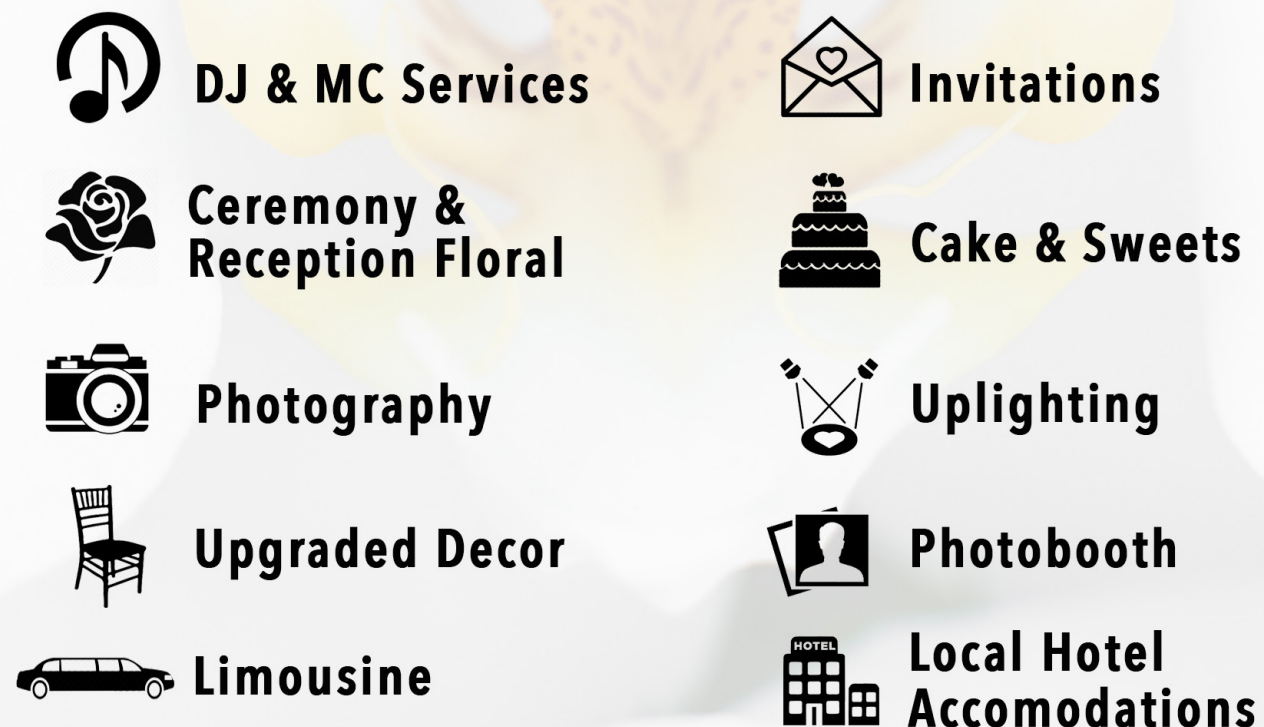 DJ & MC Services
Ceremony &
Reception Floral
Photography
Upgraded Decor
Limousine
Invitations
Cake & Sweets
Uplighting
Photobooth
HOTEL
Local Hotel
Accomodations